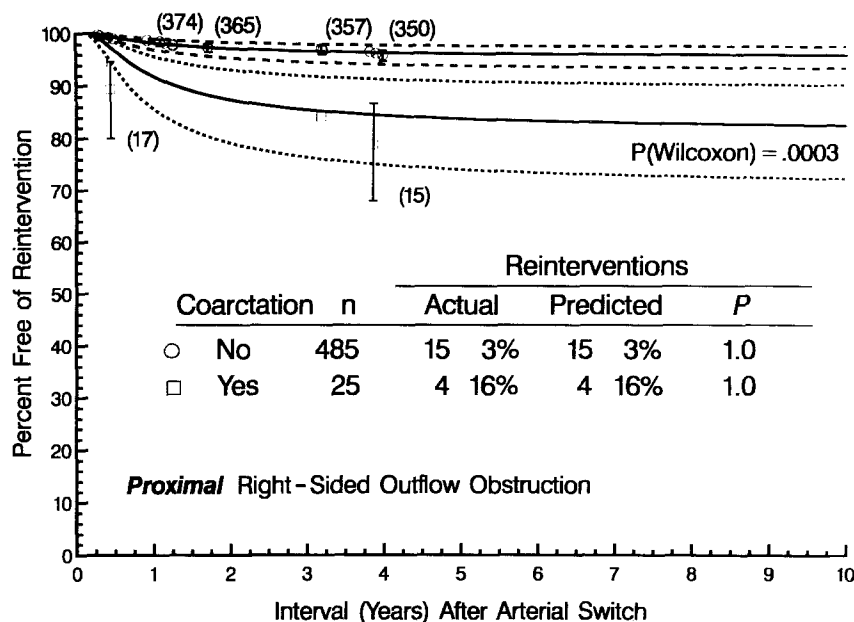 Percent Free of Reintervention
100
90
80
70
60
50
40
30
20
10
0
(374) (365) (357) (350)
(17)
(15)
P(Wilcoxon) = .0003
Reinterventions
Coarctation n Actual Predicted P
No 485 15 3% 15 3% 1.0
Yes 25 4 16% 4 16% 1.0
Proximal Right-Sided Outflow Obstruction
0 1 2 3 4 5 6 7 8 9 10
Interval (Years) After Arterial Switch